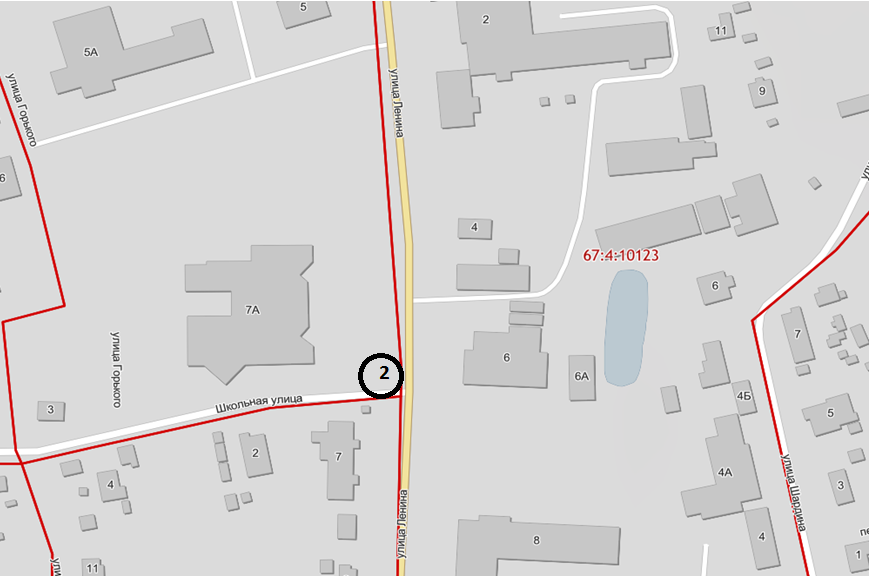 5
2
11
5А
улица Ленина
9
улица Горького
6
4
67:4:10123
6
7А
7
улица Горького
6
2
6А
4Б
3
Школьная улица
5
2
7
4А
4
3
улица Шардина
улица Ленина
4
8
1
11
ули